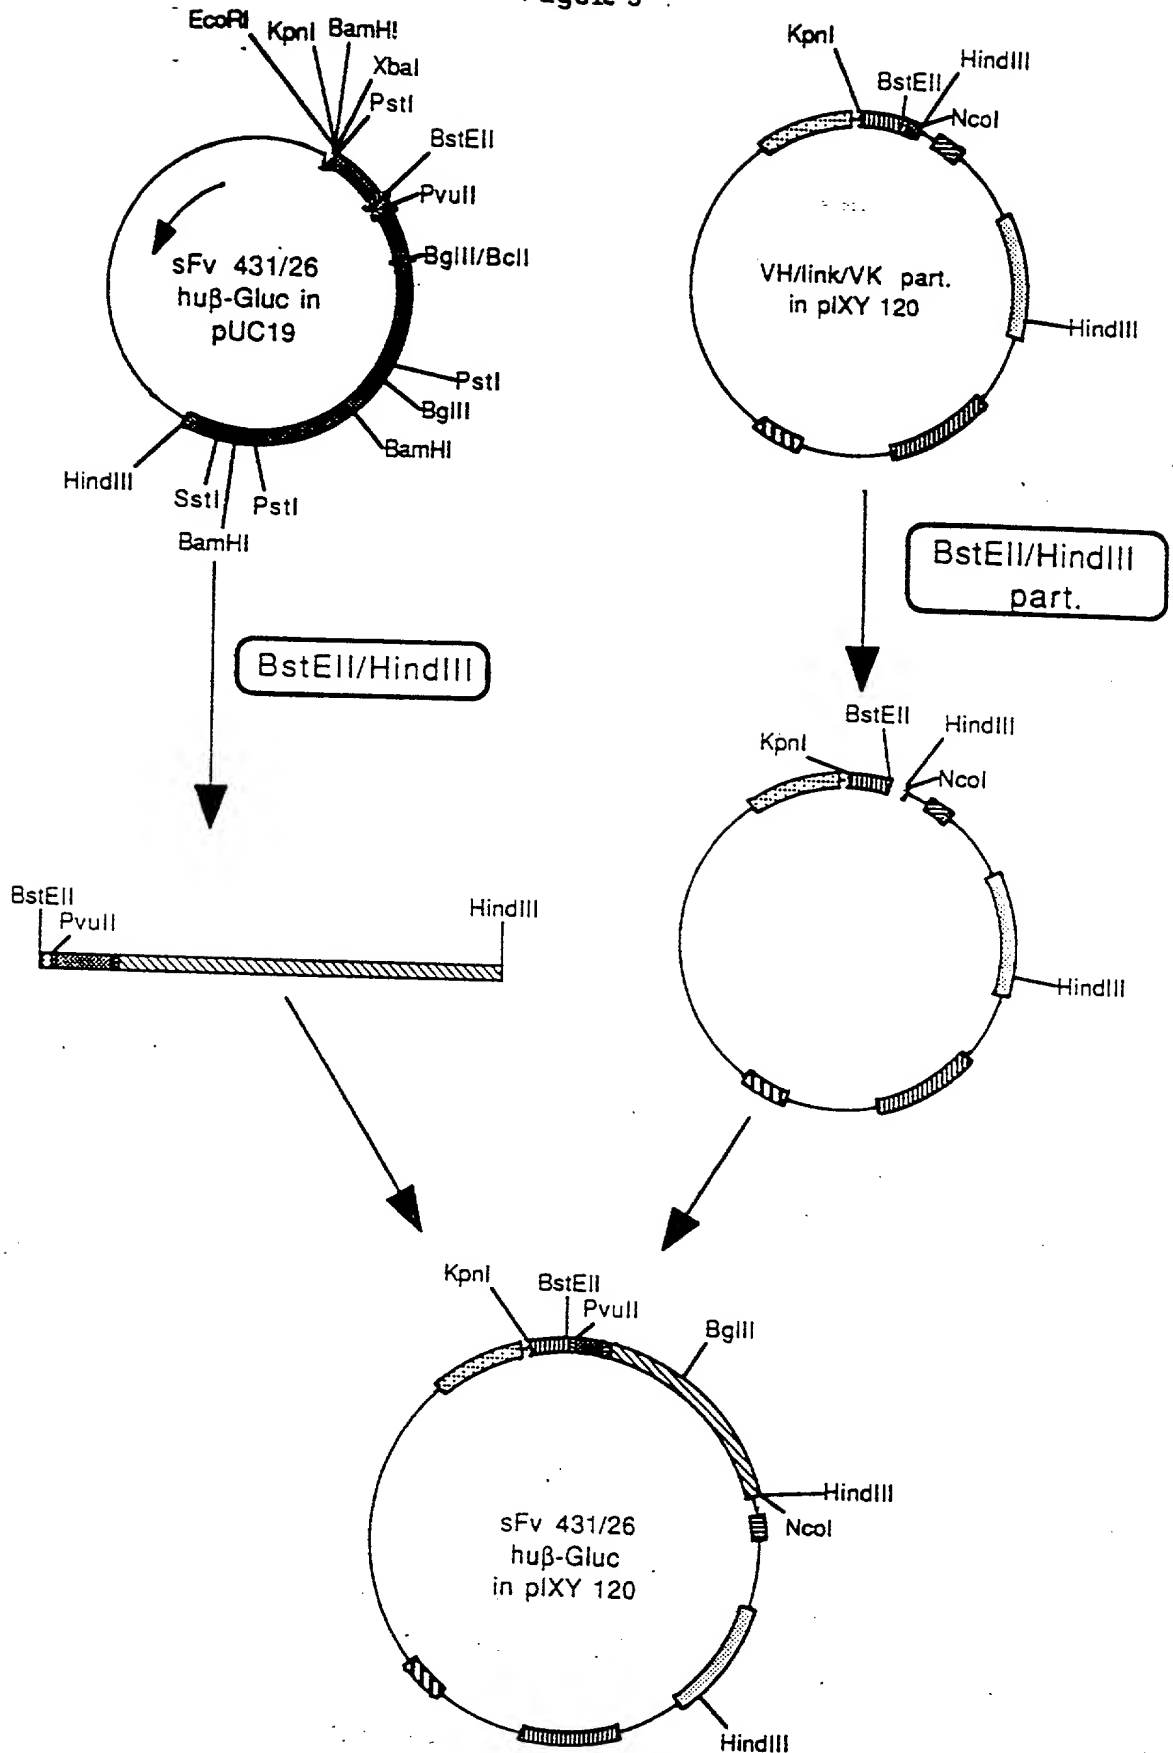 EcoRI
KpnI
BamHI
XbaI
PstI
BstEII
PvuII
BglII/BclI
PstI
BglII
BamHI
PstI
BamHI
SstI
HindIII
sFv 431/26
huβ-Gluc in
pUC19
KpnI
BstEII
HindIII
NcoI
HindIII
VH/link/VK part.
in pIXY 120
BstEII/HindIII
BstEII/HindIII
part.
BstEII
PvuII
HindIII
KpnI
BstEII
HindIII
NcoI
HindIII
KpnI
BstEII
PvuII
BglII
HindIII
NcoI
HindIII
sFv 431/26
huβ-Gluc
in pIXY 120